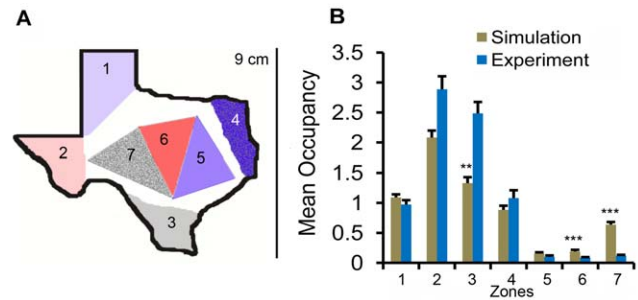 A
1
9 cm
4
6
2
7
5
3
B
Simulation
Experiment
Mean Occupancy
3.5
3
2.5
2
1.5
1
0.5
0
**
***
***
1 2 3 4 5 6 7
Zones